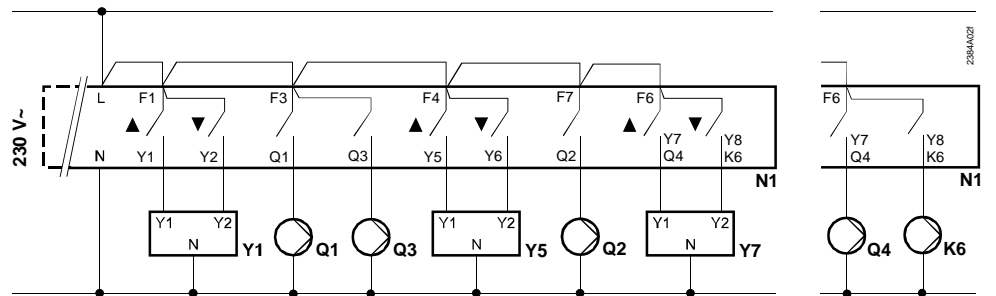 2384A02f
230 V~
L F1 F3 F4 F7 F6 F6
▲ ▼ ▲ ▼ ▲ ▼
Y7 Y8 Y7 Y8
N Y1 Y2 Q1 Q3 Y5 Y6 Q2 Q4 K6 Q4 K6
N1 N1
Y1 Y2 Y1 Y2 Y1 Y2
N Y1 Q1 Q3 N Y5 Q2 N Y7 Q4 K6